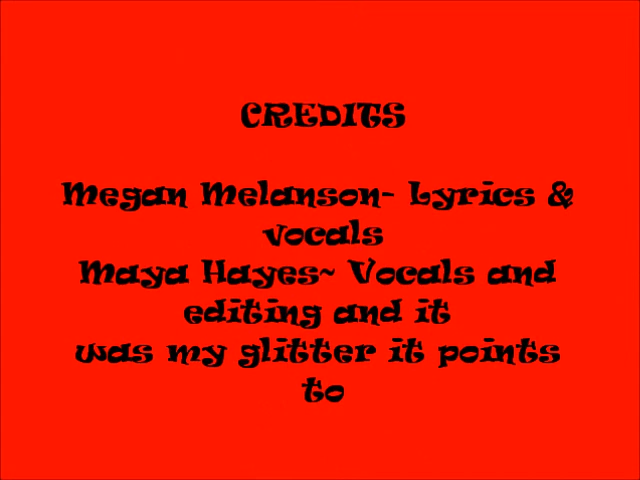 CREDITS
Megan Melanson- Lyrics &
vocals
Maya Hayes~ Vocals and
editing and it
was my glitter it points
to